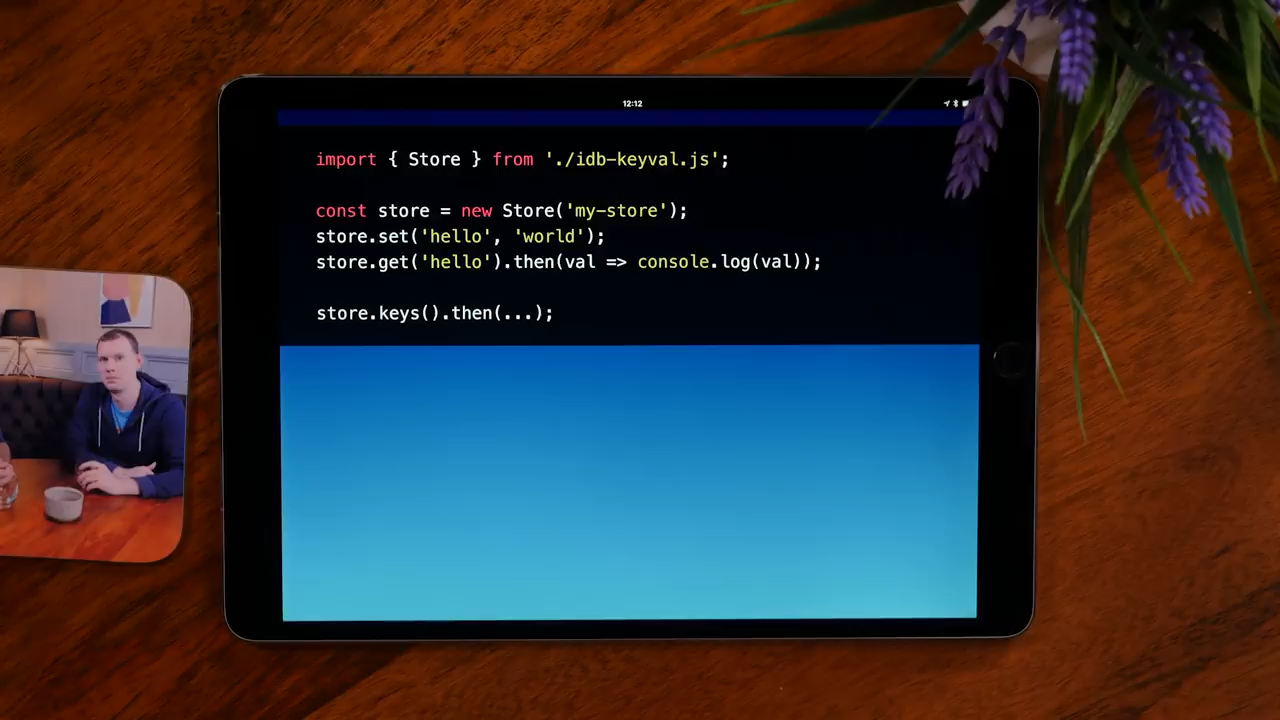 12:12
import { Store } from './idb-keyval.js';
const store = new Store('my-store');
store.set('hello', 'world');
store.get('hello').then(val => console.log(val));
store.keys().then(...);